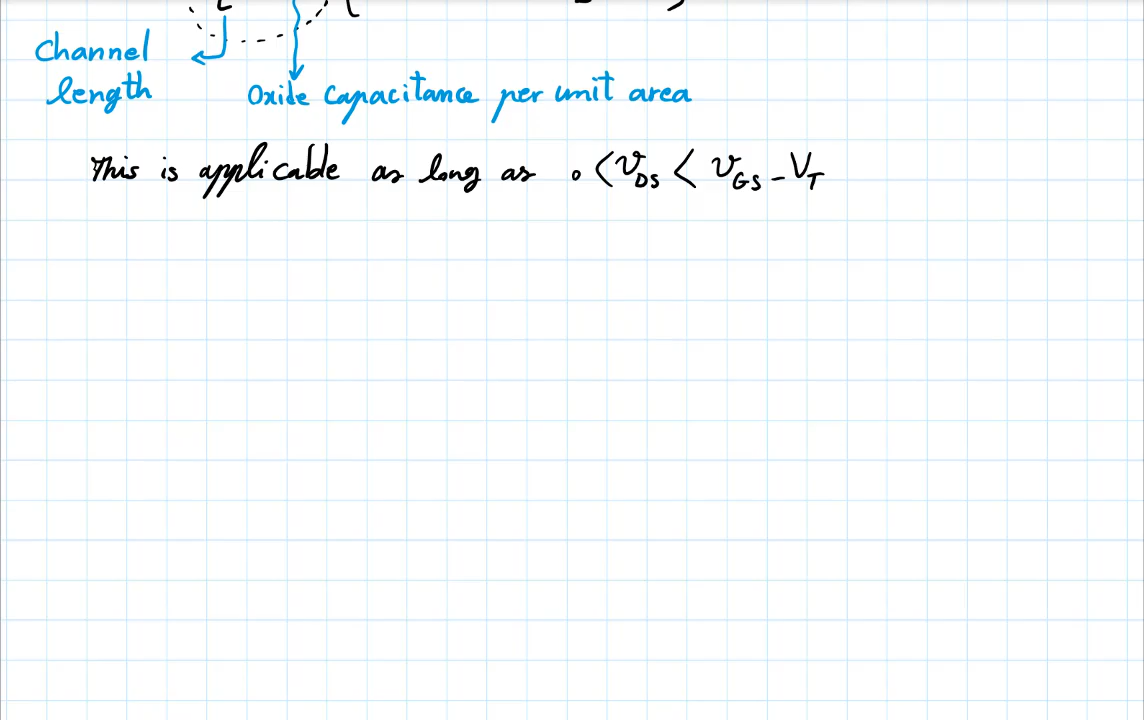 Channel
length
Oxide Capacitance per unit area
This is applicable as long as 0 < v_DS < v_GS - V_T